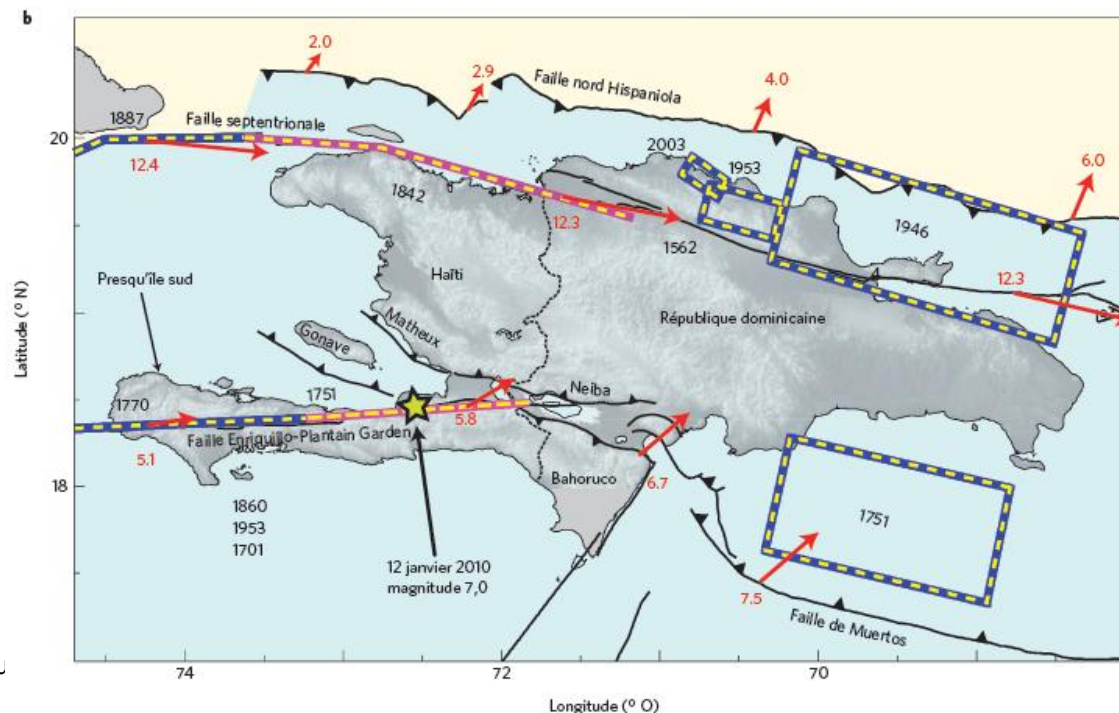 b
2.0
2.9
Faille nord Hispaniola
4.0
1887
Faille septentrionale
20
12.4
2003
1953
6.0
1842
12.3
1562
1946
4
12.3
Presqu'île sud
Haïti
République dominicaine
Latitude (° N)
Matheux
Gonave
Neiba
1770
1751
5.8
Faille Enriquillo-Plantain Garden
5.1
6.7
Bahoruco
18
1860
1953
1701
1751
12 janvier 2010
magnitude 7,0
7.5
Faille de Muertos
74
72
70
Longitude (° O)